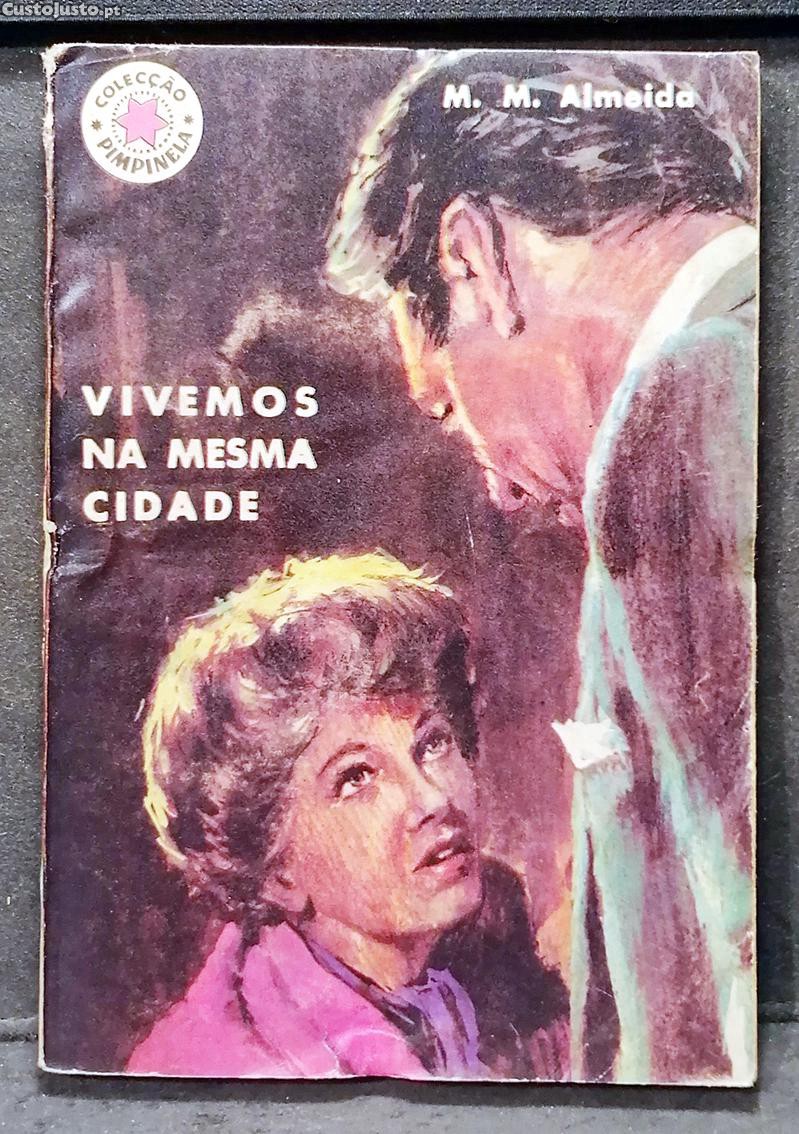 CustoJusto.pt
COLECÇÃO
PIMPINELA
M. M. Almeida
VIVEMOS
NA MESMA
CIDADE